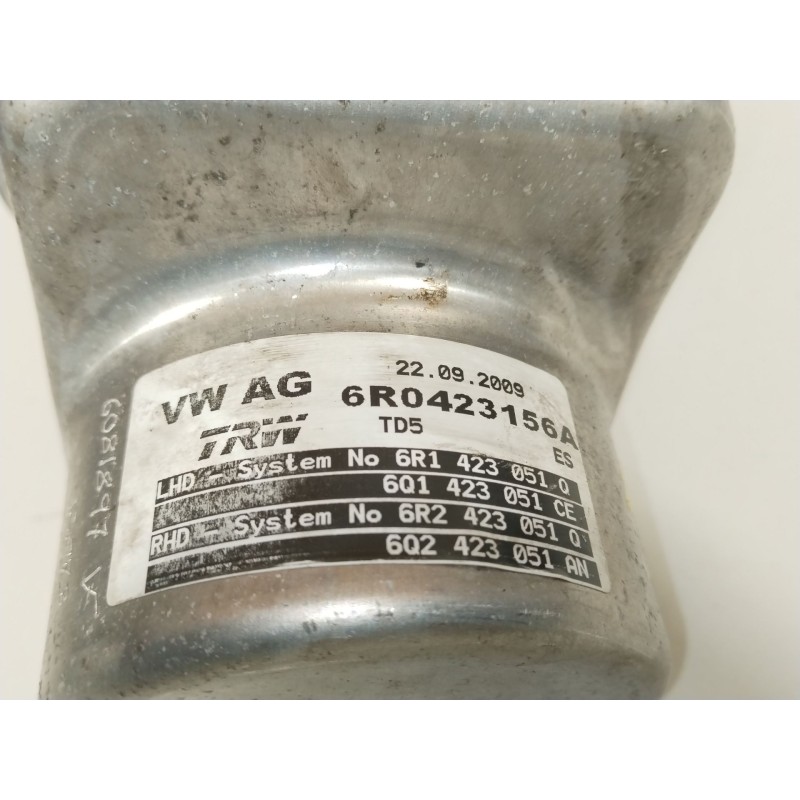 22.09.2009
VW AG 6R0423156A
TRW TD5 ES
LHD - System No 6R1 423 051 Q
6Q1 423 051 CE
RHD - System No 6R2 423 051 Q
6Q2 423 051 AN